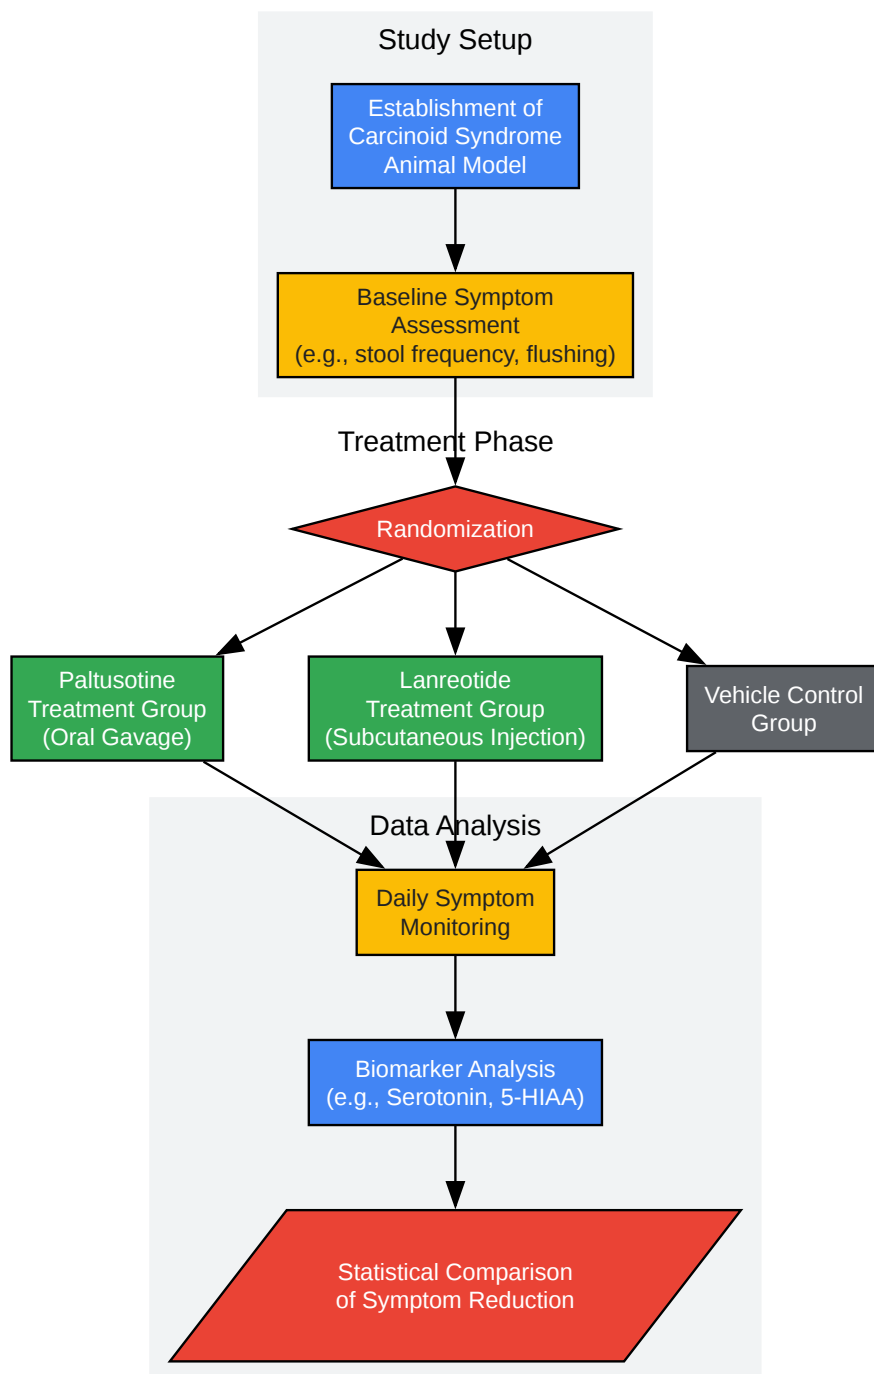 Study Setup
Establishment of
Carcinoid Syndrome
Animal Model
Baseline Symptom
Assessment
(e.g., stool frequency, flushing)
Treatment Phase
Randomization
Paltusotine
Treatment Group
(Oral Gavage)
Lanreotide
Treatment Group
(Subcutaneous Injection)
Vehicle Control
Group
Data Analysis
Daily Symptom
Monitoring
Biomarker Analysis
(e.g., Serotonin, 5-HIAA)
Statistical Comparison
of Symptom Reduction